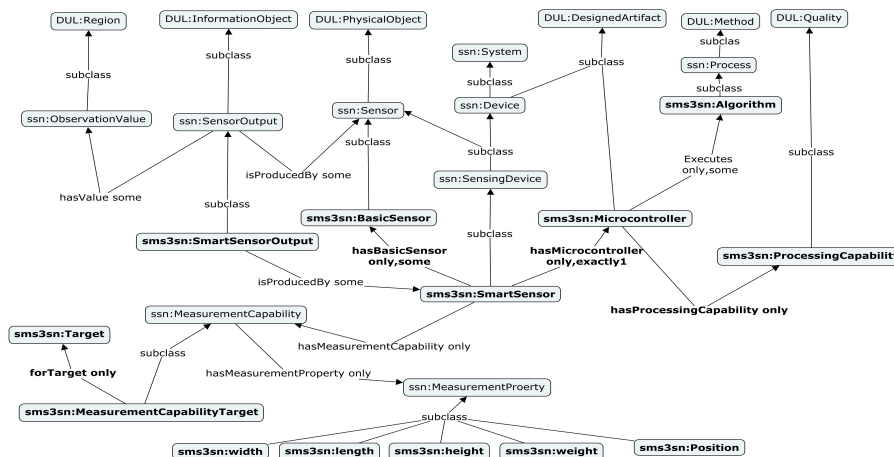 DUL:Region
DUL:InformationObject
DUL:PhysicalObject
DUL:DesignedArtifact
DUL:Method
DUL:Quality
subclass
subclass
subclass
ssn:System
subclass
subclass
subclas
ssn:Process
subclass
ssn:Device
sms3sn:Algorithm
ssn:ObservationValue
ssn:SensorOutput
ssn:Sensor
subclass
subclass
subclass
Executes
only,some
hasValue some
isProducedBy some
ssn:SensingDevice
subclass
sms3sn:BasicSensor
sms3sn:Microcontroller
sms3sn:SmartSensorOutput
subclass
hasBasicSensor
only,some
hasMicrocontroller
only,exactly1
sms3sn:ProcessingCapability
isProducedBy some
sms3sn:SmartSensor
hasProcessingCapability only
ssn:MeasurementCapability
sms3sn:Target
subclass
hasMeasurementCapability only
forTarget only
hasMeasurementProperty only
ssn:MeasurementProerty
sms3sn:MeasurementCapabilityTarget
subclass
sms3sn:width
sms3sn:length
sms3sn:height
sms3sn:weight
sms3sn:Position